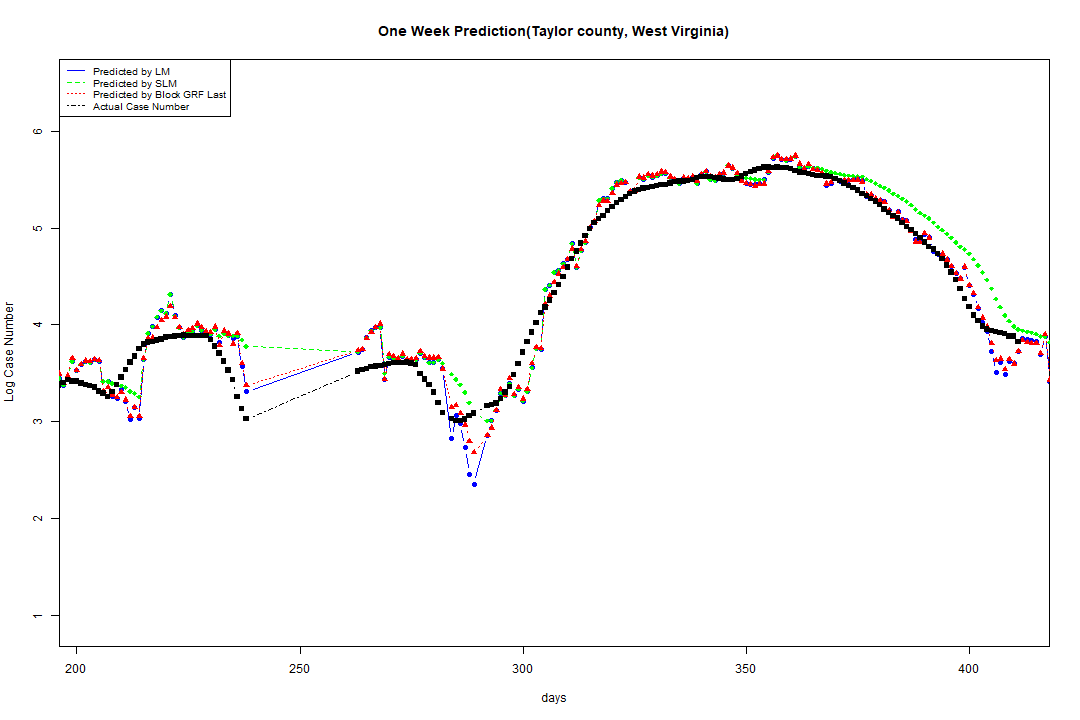 One Week Prediction(Taylor county, West Virginia)
Predicted by LM
Predicted by SLM
Predicted by Block GRF Last
Actual Case Number
Log Case Number
6
5
4
3
2
1
200 250 300 350 400
days